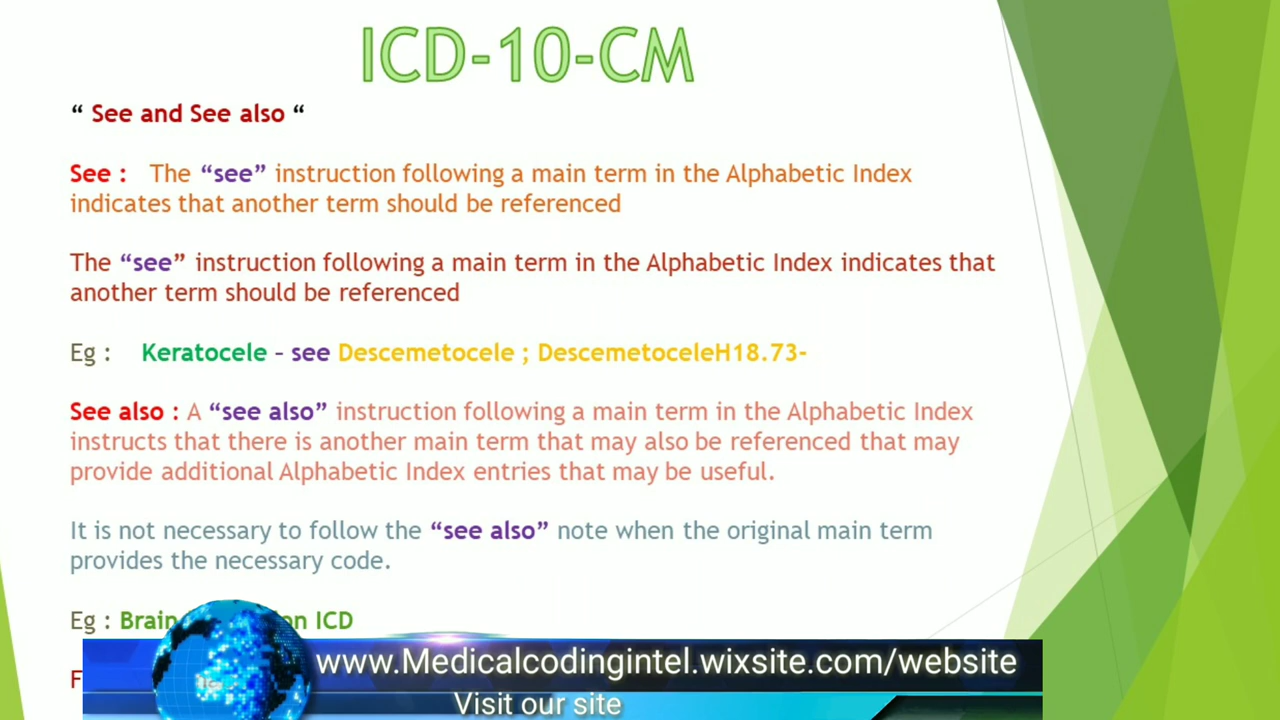 ICD-10-CM
“ See and See also “
See : The “see” instruction following a main term in the Alphabetic Index
indicates that another term should be referenced
The “see” instruction following a main term in the Alphabetic Index indicates that
another term should be referenced
Eg : Keratocele – see Descemetocele ; DescemetoceleH18.73-
See also : A “see also” instruction following a main term in the Alphabetic Index
instructs that there is another main term that may also be referenced that may
provide additional Alphabetic Index entries that may be useful.
It is not necessary to follow the “see also” note when the original main term
provides the necessary code.
Eg : Brain ICD
www.Medicalcodingintel.wixsite.com/website
Visit our site